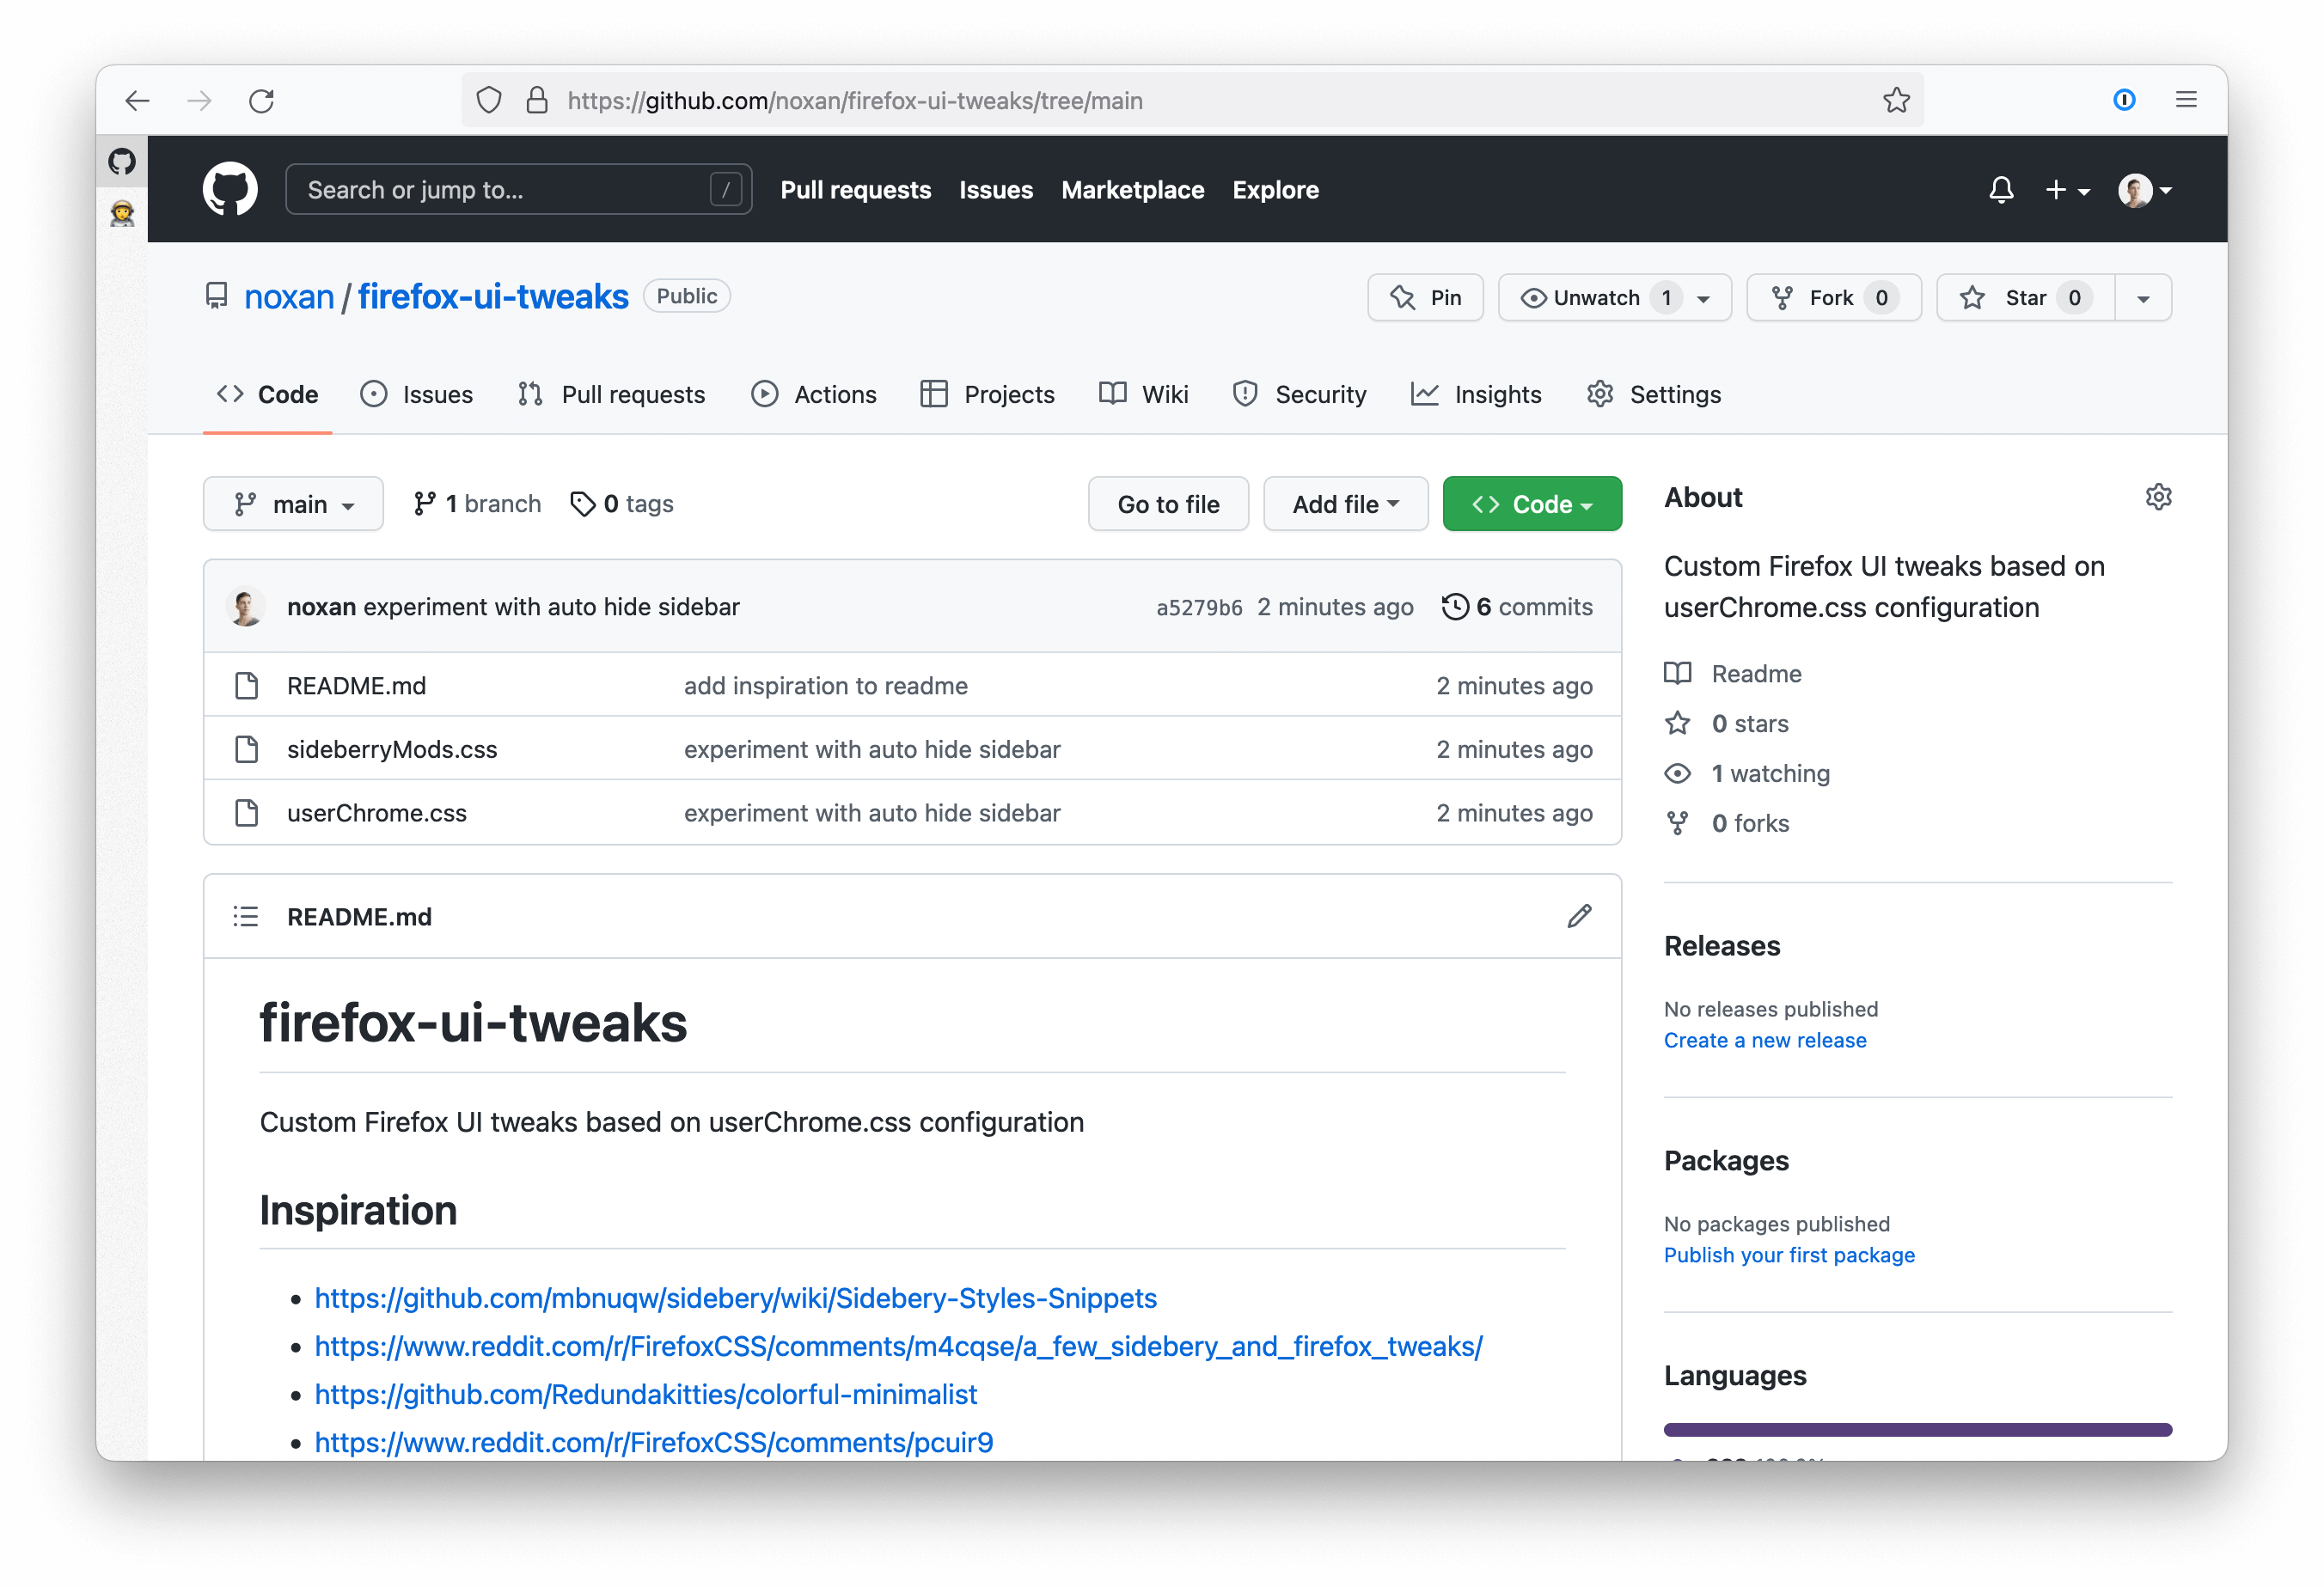 https://github.com/noxan/firefox-ui-tweaks/tree/main
Search or jump to... / Pull requests Issues Marketplace Explore
noxan / firefox-ui-tweaks Public Pin Unwatch 1 Fork 0 Star 0
Code Issues Pull requests Actions Projects Wiki Security Insights Settings
main 1 branch 0 tags Go to file Add file Code
noxan experiment with auto hide sidebar a5279b6 2 minutes ago 6 commits
README.md add inspiration to readme 2 minutes ago
sideberryMods.css experiment with auto hide sidebar 2 minutes ago
userChrome.css experiment with auto hide sidebar 2 minutes ago
README.md
firefox-ui-tweaks
Custom Firefox UI tweaks based on userChrome.css configuration
Inspiration
https://github.com/mbnuqw/sidebery/wiki/Sidebery-Styles-Snippets
https://www.reddit.com/r/FirefoxCSS/comments/m4cqse/a_few_sidebery_and_firefox_tweaks/
https://github.com/Redundakitties/colorful-minimalist
https://www.reddit.com/r/FirefoxCSS/comments/pcuir9
About
Custom Firefox UI tweaks based on
userChrome.css configuration
Readme
0 stars
1 watching
0 forks
Releases
No releases published
Create a new release
Packages
No packages published
Publish your first package
Languages